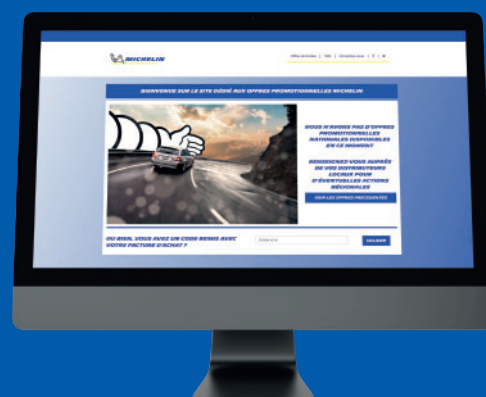 MICHELIN
BIENVENUE SUR LE SITE DÉDIÉ AUX OFFRES PROMOTIONNELLES MICHELIN
NOUS N'AVONS PAS D'OFFRES
PROMOTIONNELLES
NATIONALES DISPONIBLES
EN CE MOMENT
RENSEIGNEZ-VOUS AUPRÈS
DE VOS DISTRIBUTEURS
LOCAUX POUR
D'ÉVENTUELLES ACTIONS
RÉGIONALES
VOIR LES OFFRES PRÉCÉDENTES
OU BIEN, VOUS AVEZ UN CODE REMIS AVEC
VOTRE FACTURE D'ACHAT ?